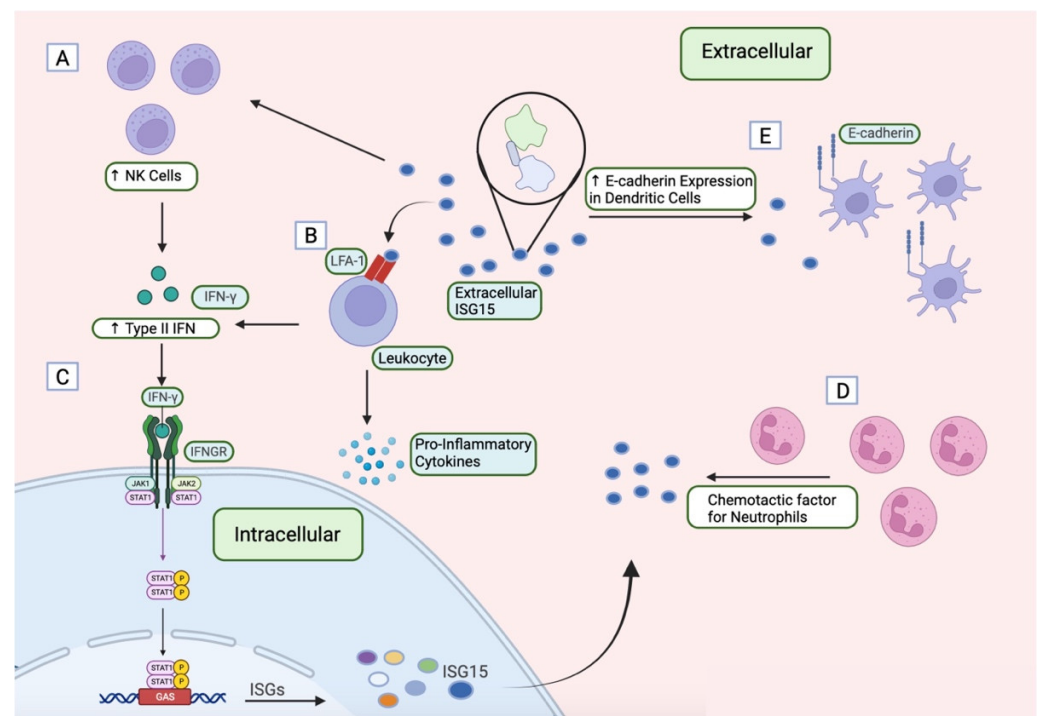 Extracellular
A
↑ NK Cells
IFN-γ
↑ Type II IFN
B
LFA-1
Leukocyte
Pro-Inflammatory
Cytokines
Extracellular
ISG15
↑ E-cadherin Expression
in Dendritic Cells
E
E-cadherin
C
IFN-γ
IFNGR
JAK1
JAK2
STAT1
STAT1
Intracellular
STAT1 P
STAT1 P
STAT1 P
STAT1 P
GAS
ISGs
ISG15
D
Chemotactic factor
for Neutrophils